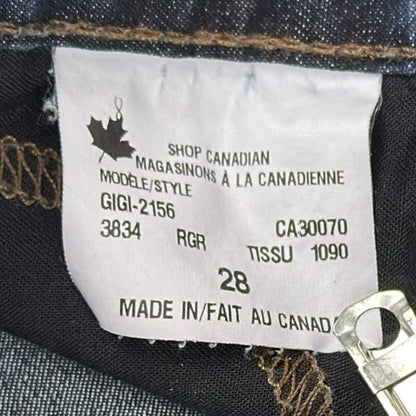 SHOP CANADIAN
MAGASINONS À LA CANADIENNE
MODÈLE/STYLE
GIGI-2156
3834 RGR CA30070
TISSU 1090
28
MADE IN/FAIT AU CANADA